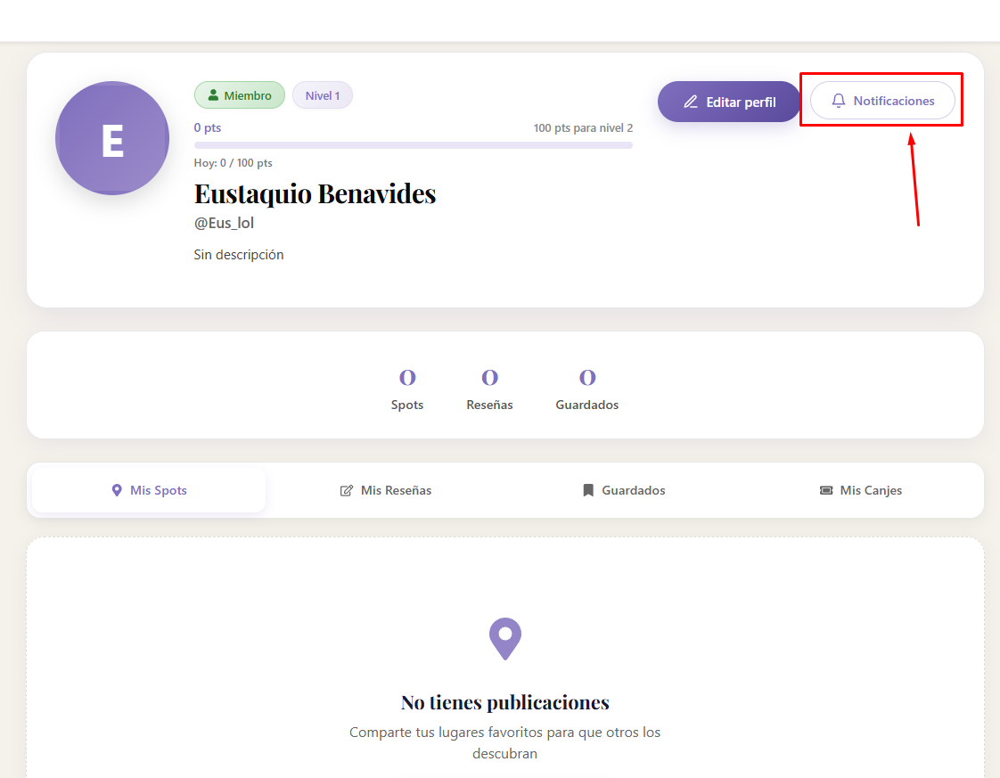 E
Miembro
Nivel 1
Editar perfil
Notificaciones
0 pts
100 pts para nivel 2
Hoy: 0 / 100 pts
Eustaquio Benavides
@Eus_lol
Sin descripción
0
0
0
Spots
Reseñas
Guardados
Mis Spots
Mis Reseñas
Guardados
Mis Canjes
No tienes publicaciones
Comparte tus lugares favoritos para que otros los
descubran